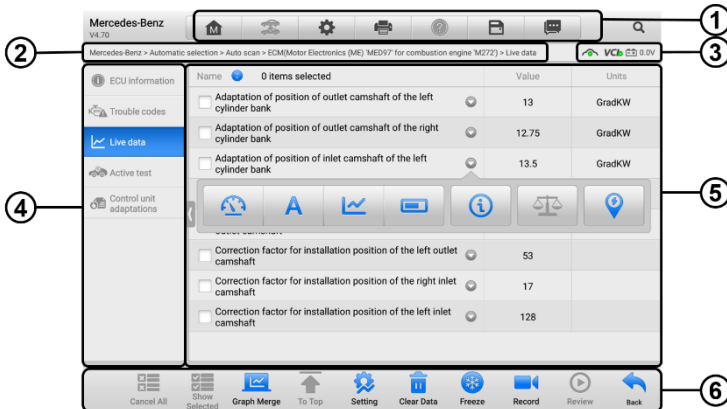 Mercedes-Benz
V4.70
M
1
2
Mercedes-Benz > Automatic selection > Auto scan > ECM(Motor Electronics (ME) 'MED97' for combustion engine 'M272') > Live data
VCI 0.0V
3
ECU information
Trouble codes
Live data
Active test
Control unit
adaptations
4
Name 0 items selected Value Units
Adaptation of position of outlet camshaft of the left
cylinder bank
13 GradKW
Adaptation of position of outlet camshaft of the right
cylinder bank
12.75 GradKW
Adaptation of position of inlet camshaft of the left
cylinder bank
13.5 GradKW
A
5
outlet camshaft
Correction factor for installation position of the left outlet
camshaft
53
Correction factor for installation position of the right inlet
camshaft
17
Correction factor for installation position of the left inlet
camshaft
128
Cancel All
Show
Selected
Graph Merge
To Top
Setting
Clear Data
Freeze
Record
Review
Back
6